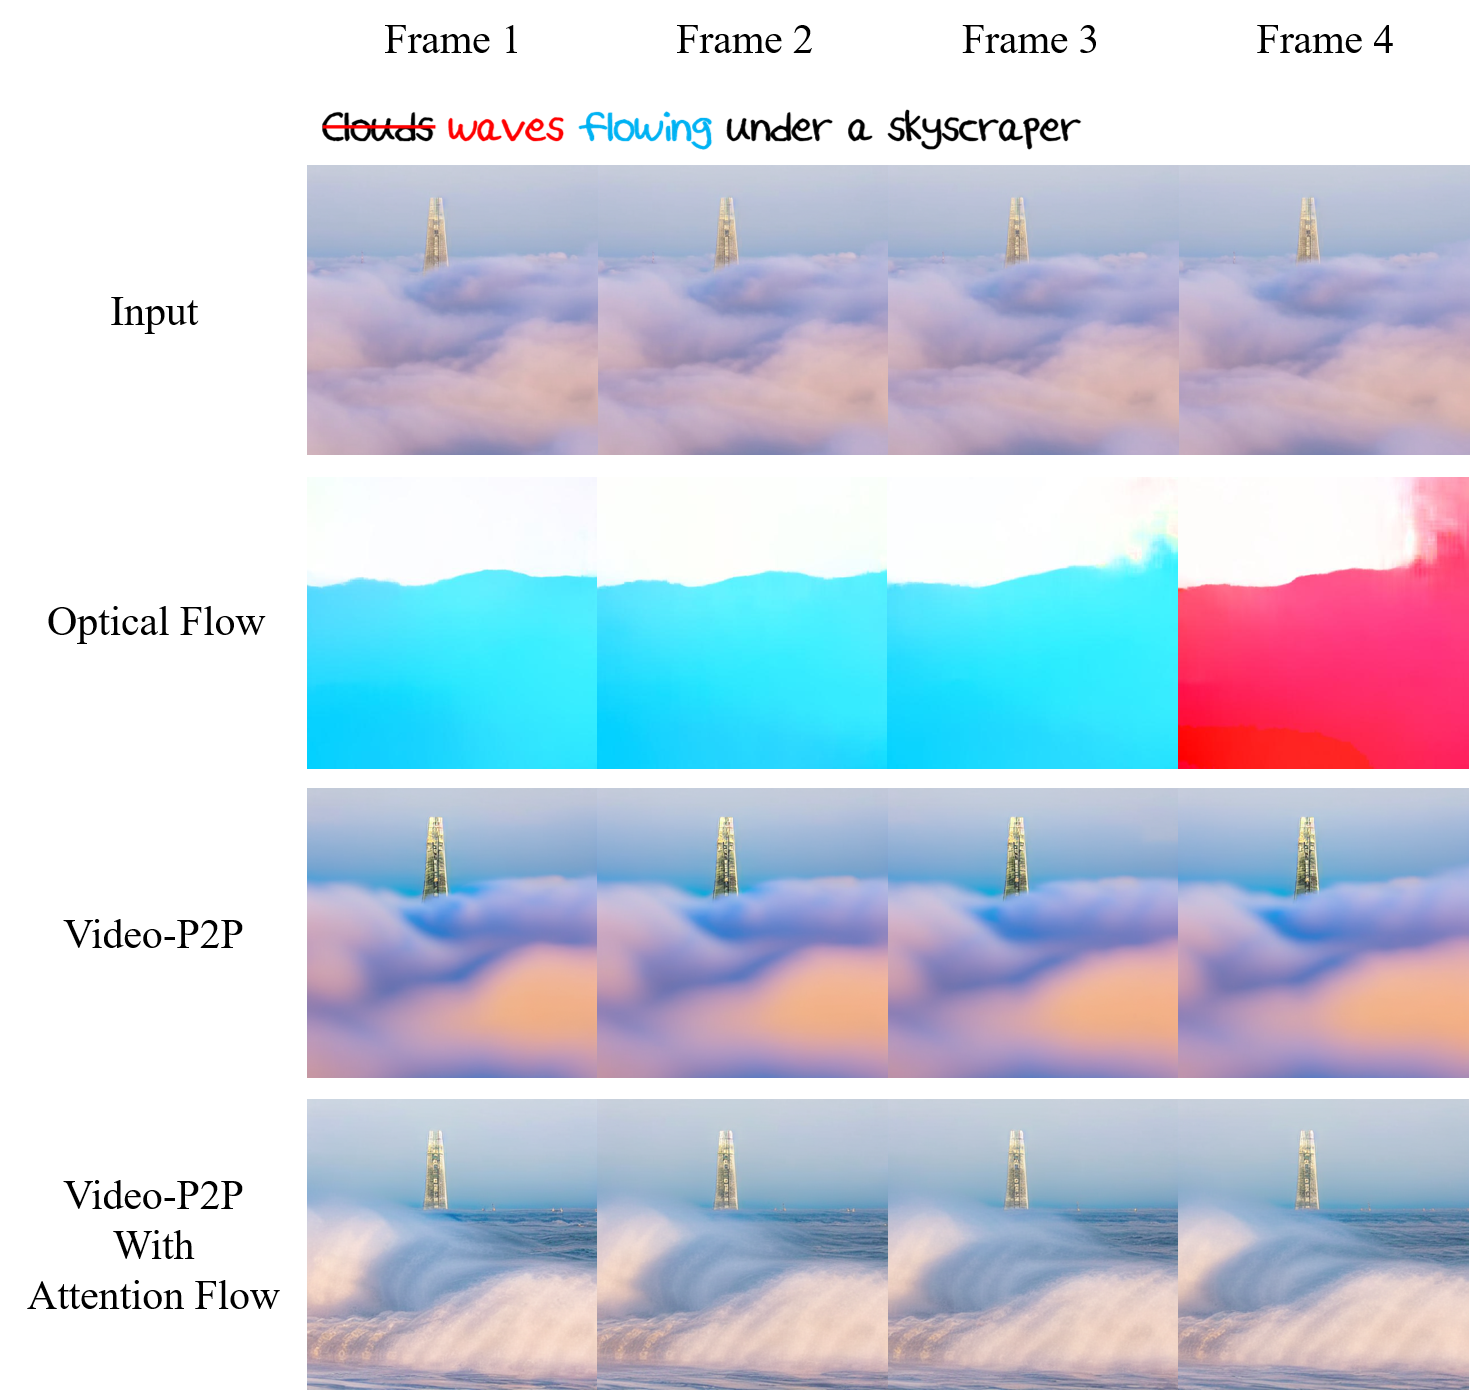 Frame 1 Frame 2 Frame 3 Frame 4
Clouds waves flowing under a skyscraper
Input
Optical Flow
Video-P2P
Video-P2P
With
Attention Flow